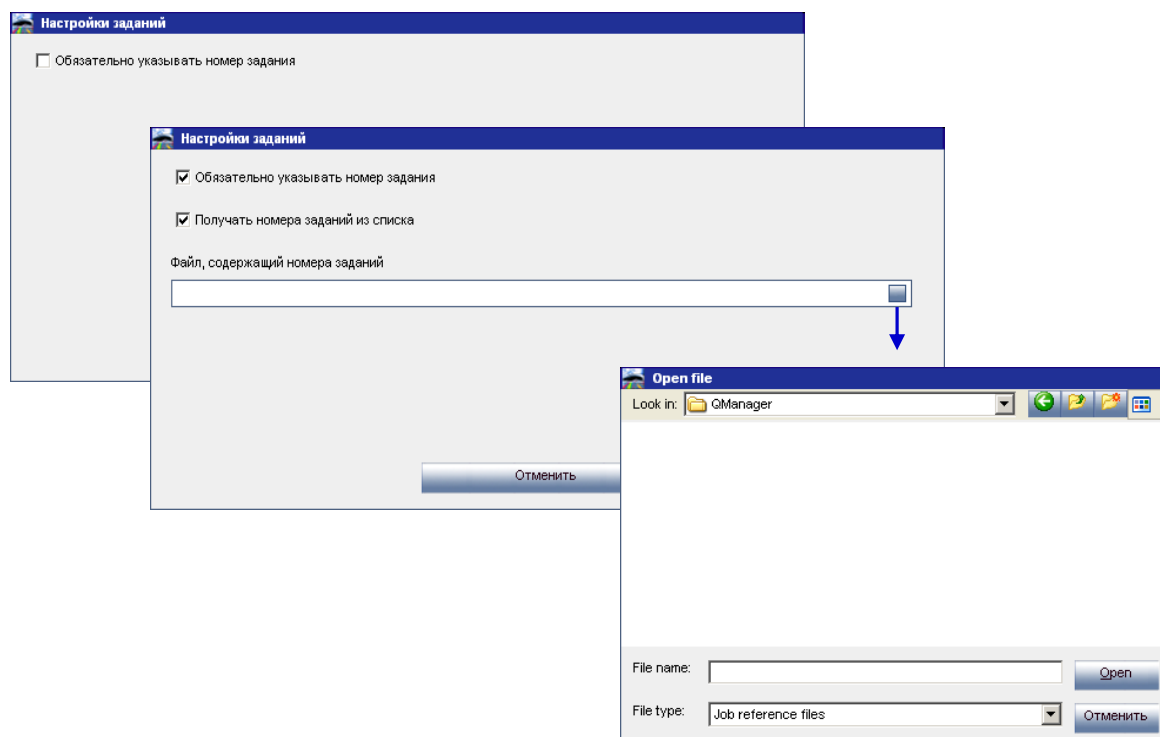 Настройки заданий
Обязательно указывать номер задания
Настройки заданий
Обязательно указывать номер задания
Получать номера заданий из списка
Файл, содержащий номера заданий
Отменить
Open file
Look in: QManager
File name:
Open
File type: Job reference files
Отменить